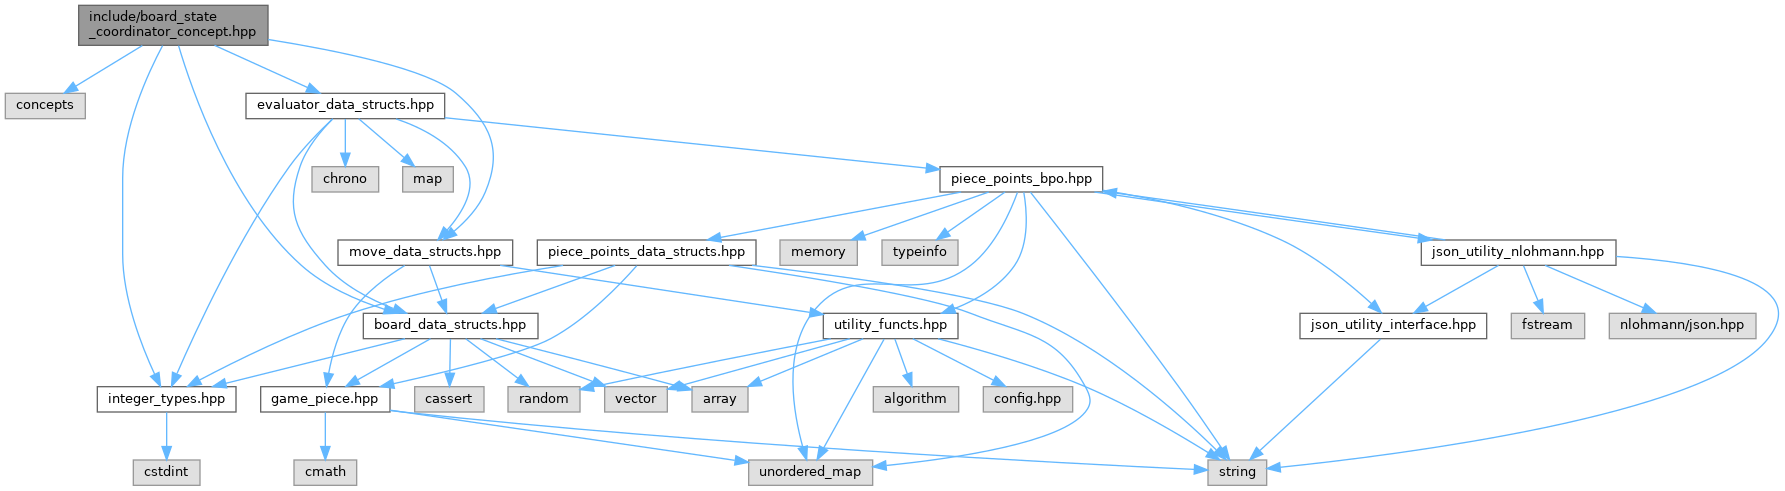 include/board_state
_coordinator_concept.hpp
concepts
evaluator_data_structs.hpp
chrono
map
piece_points_bpo.hpp
move_data_structs.hpp
piece_points_data_structs.hpp
memory
typeinfo
json_utility_nlohmann.hpp
board_data_structs.hpp
utility_functs.hpp
json_utility_interface.hpp
fstream
nlohmann/json.hpp
integer_types.hpp
game_piece.hpp
cassert
random
vector
array
algorithm
config.hpp
cstdint
cmath
unordered_map
string